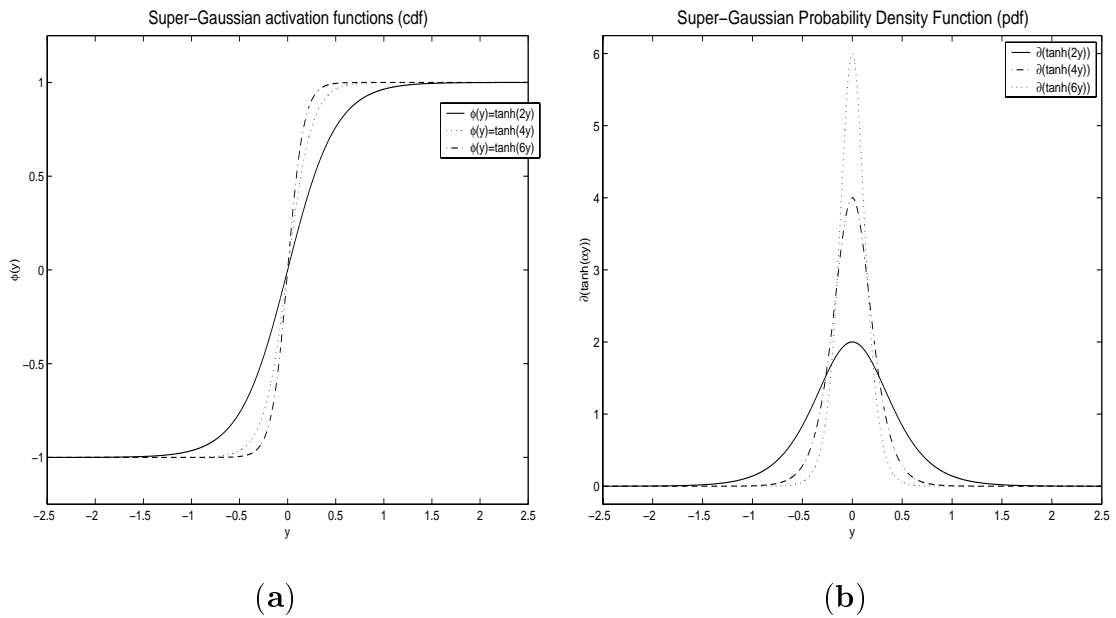 Super−Gaussian activation functions (cdf)
1
0.5
0
−0.5
−1
ϕ(y)
−2.5 −2 −1.5 −1 −0.5 0 0.5 1 1.5 2 2.5
y
ϕ(y)=tanh(2y)
ϕ(y)=tanh(4y)
ϕ(y)=tanh(6y)
(a)
Super−Gaussian Probability Density Function (pdf)
6
5
4
3
2
1
0
∂(tanh(αy))
−2.5 −2 −1.5 −1 −0.5 0 0.5 1 1.5 2 2.5
y
∂(tanh(2y))
∂(tanh(4y))
∂(tanh(6y))
(b)